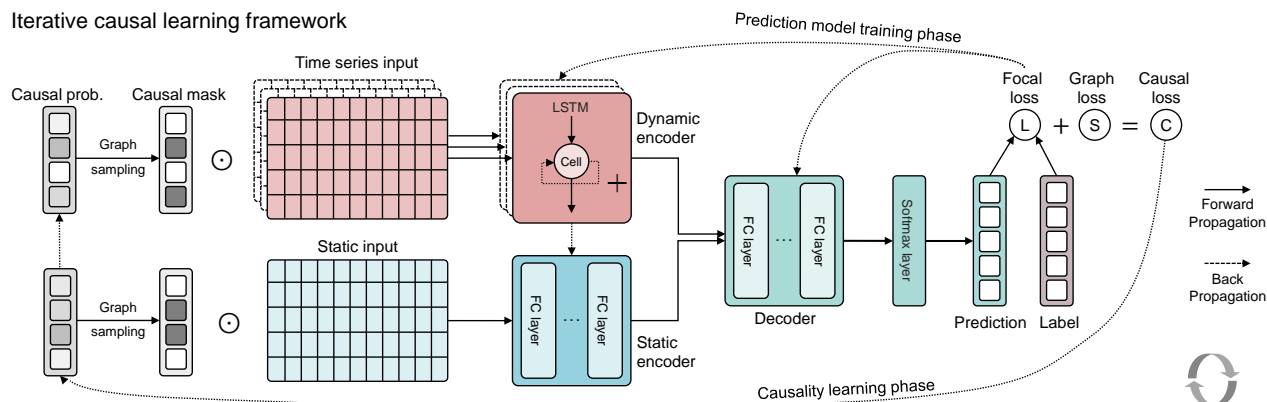 Iterative causal learning framework
Prediction model training phase
Time series input
Causal prob.
Causal mask
Graph
sampling
LSTM
Cell
+
Dynamic
encoder
Focal
loss
Graph
loss
Causal
loss
L + S = C
FC layer
...
FC layer
Softmax layer
Forward
Propagation
Static input
Graph
sampling
FC layer
...
FC layer
Static
encoder
Decoder
Prediction
Label
Back
Propagation
Causality learning phase